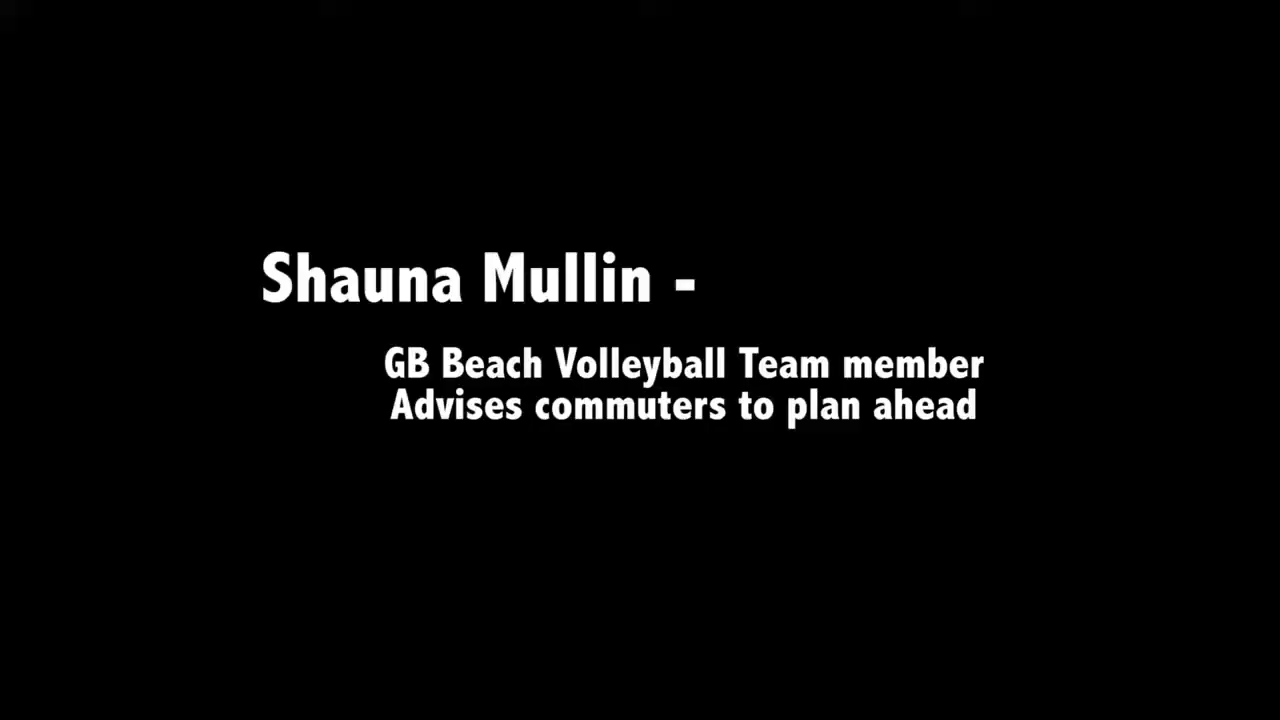 Shauna Mullin -
GB Beach Volleyball Team member
Advises commuters to plan ahead